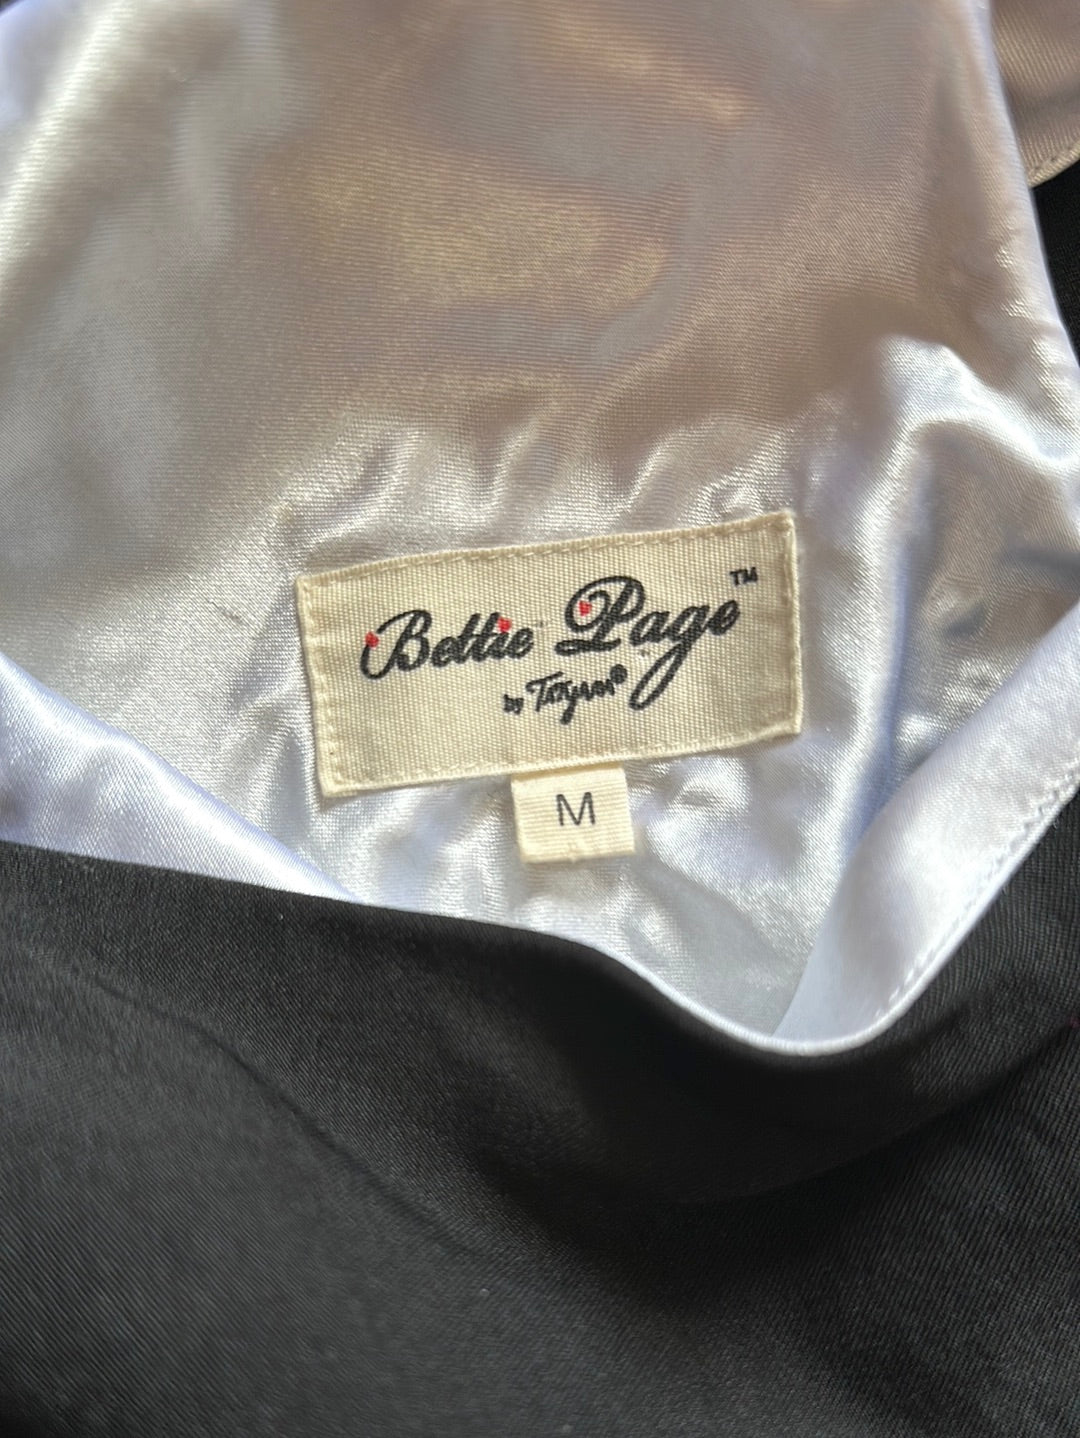 Bettie Page™
by Tatyana®
M